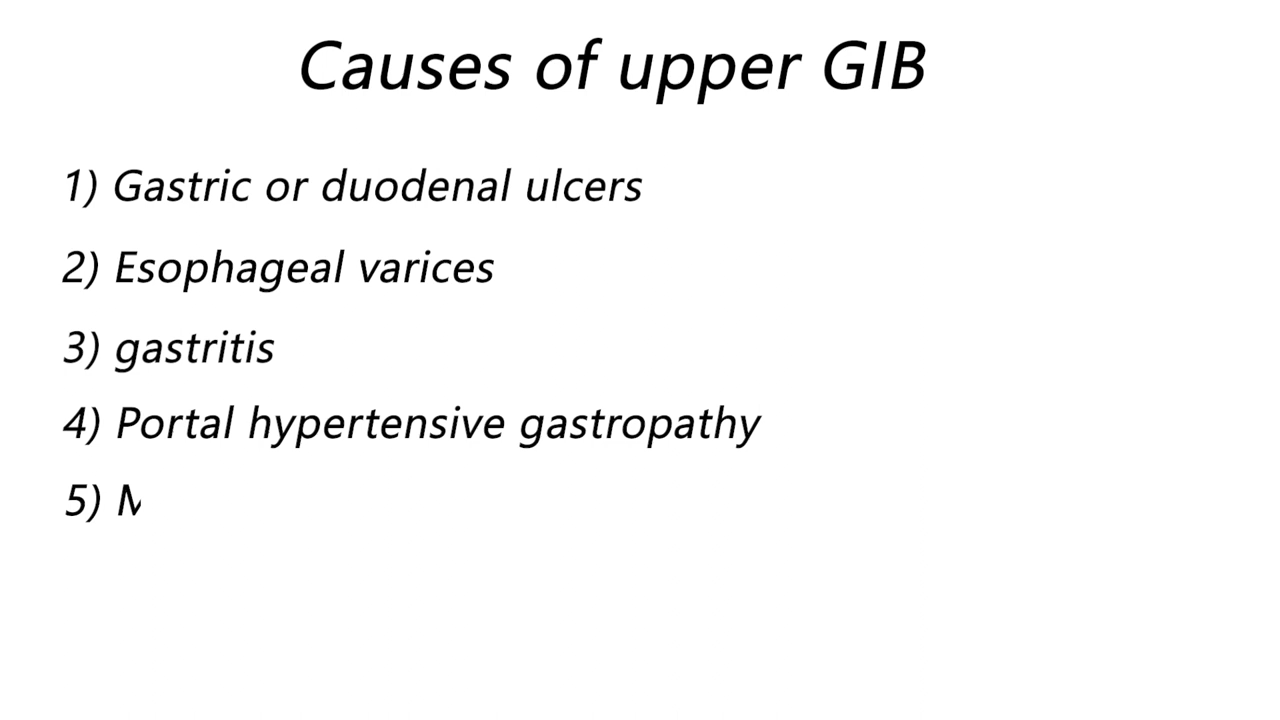 Causes of upper GIB
1) Gastric or duodenal ulcers
2) Esophageal varices
3) gastritis
4) Portal hypertensive gastropathy
5) M